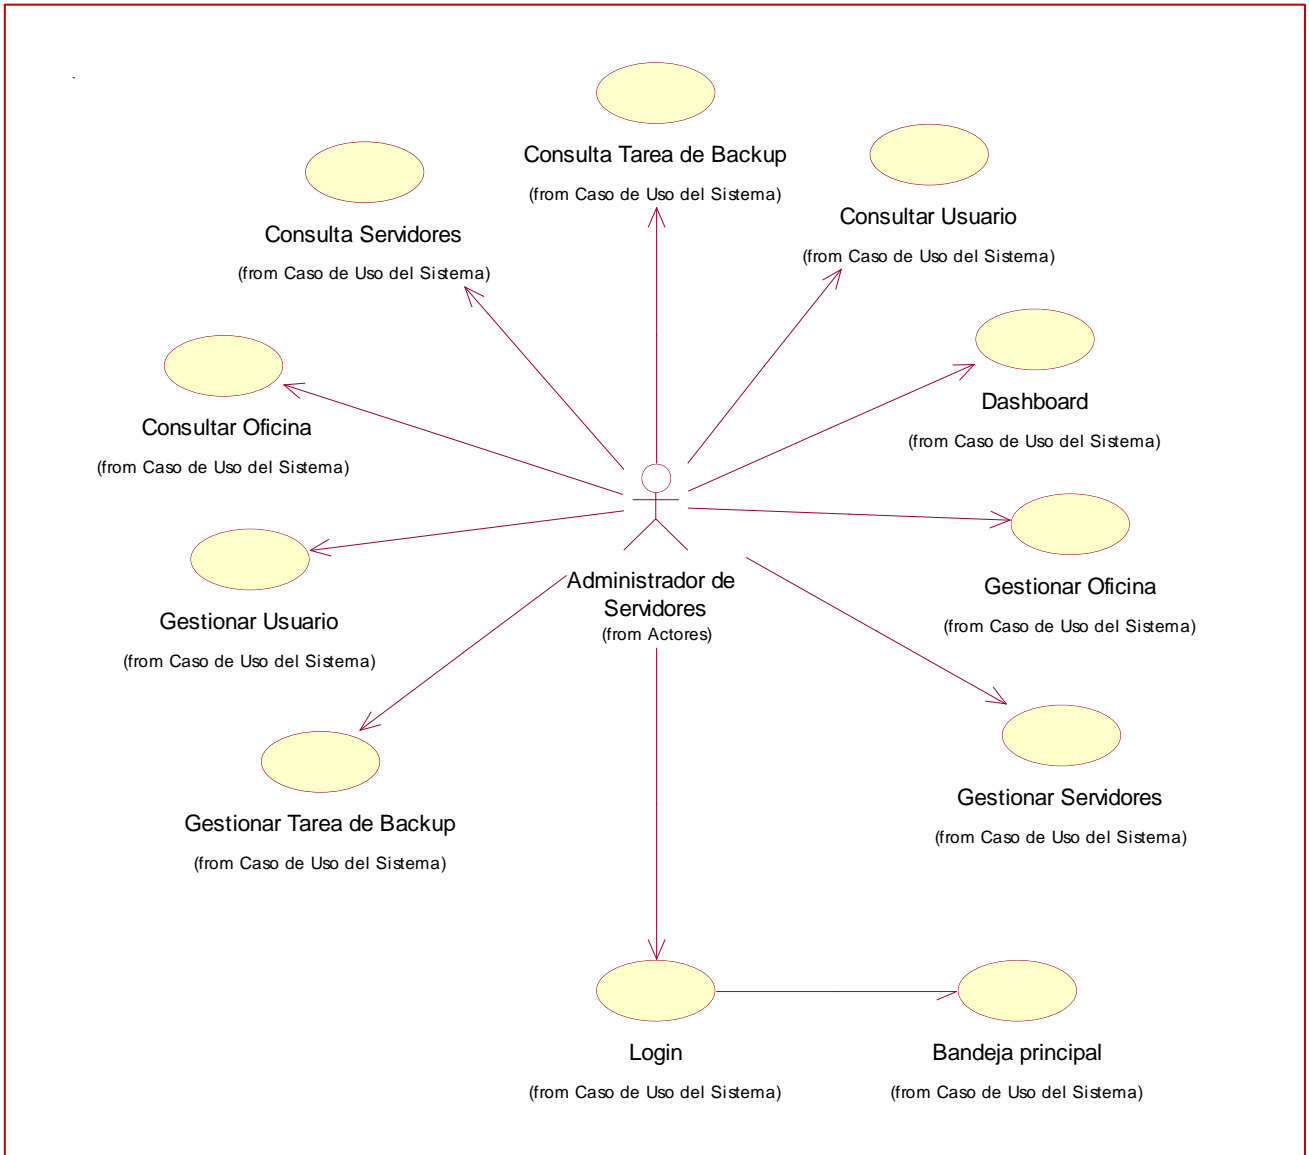 Consulta Tarea de Backup
(from Caso de Uso del Sistema)
Consultar Usuario
(from Caso de Uso del Sistema)
Consulta Servidores
(from Caso de Uso del Sistema)
Dashboard
(from Caso de Uso del Sistema)
Consultar Oficina
(from Caso de Uso del Sistema)
Administrador de
Servidores
(from Actores)
Gestionar Oficina
(from Caso de Uso del Sistema)
Gestionar Usuario
(from Caso de Uso del Sistema)
Gestionar Servidores
(from Caso de Uso del Sistema)
Gestionar Tarea de Backup
(from Caso de Uso del Sistema)
Login
(from Caso de Uso del Sistema)
Bandeja principal
(from Caso de Uso del Sistema)